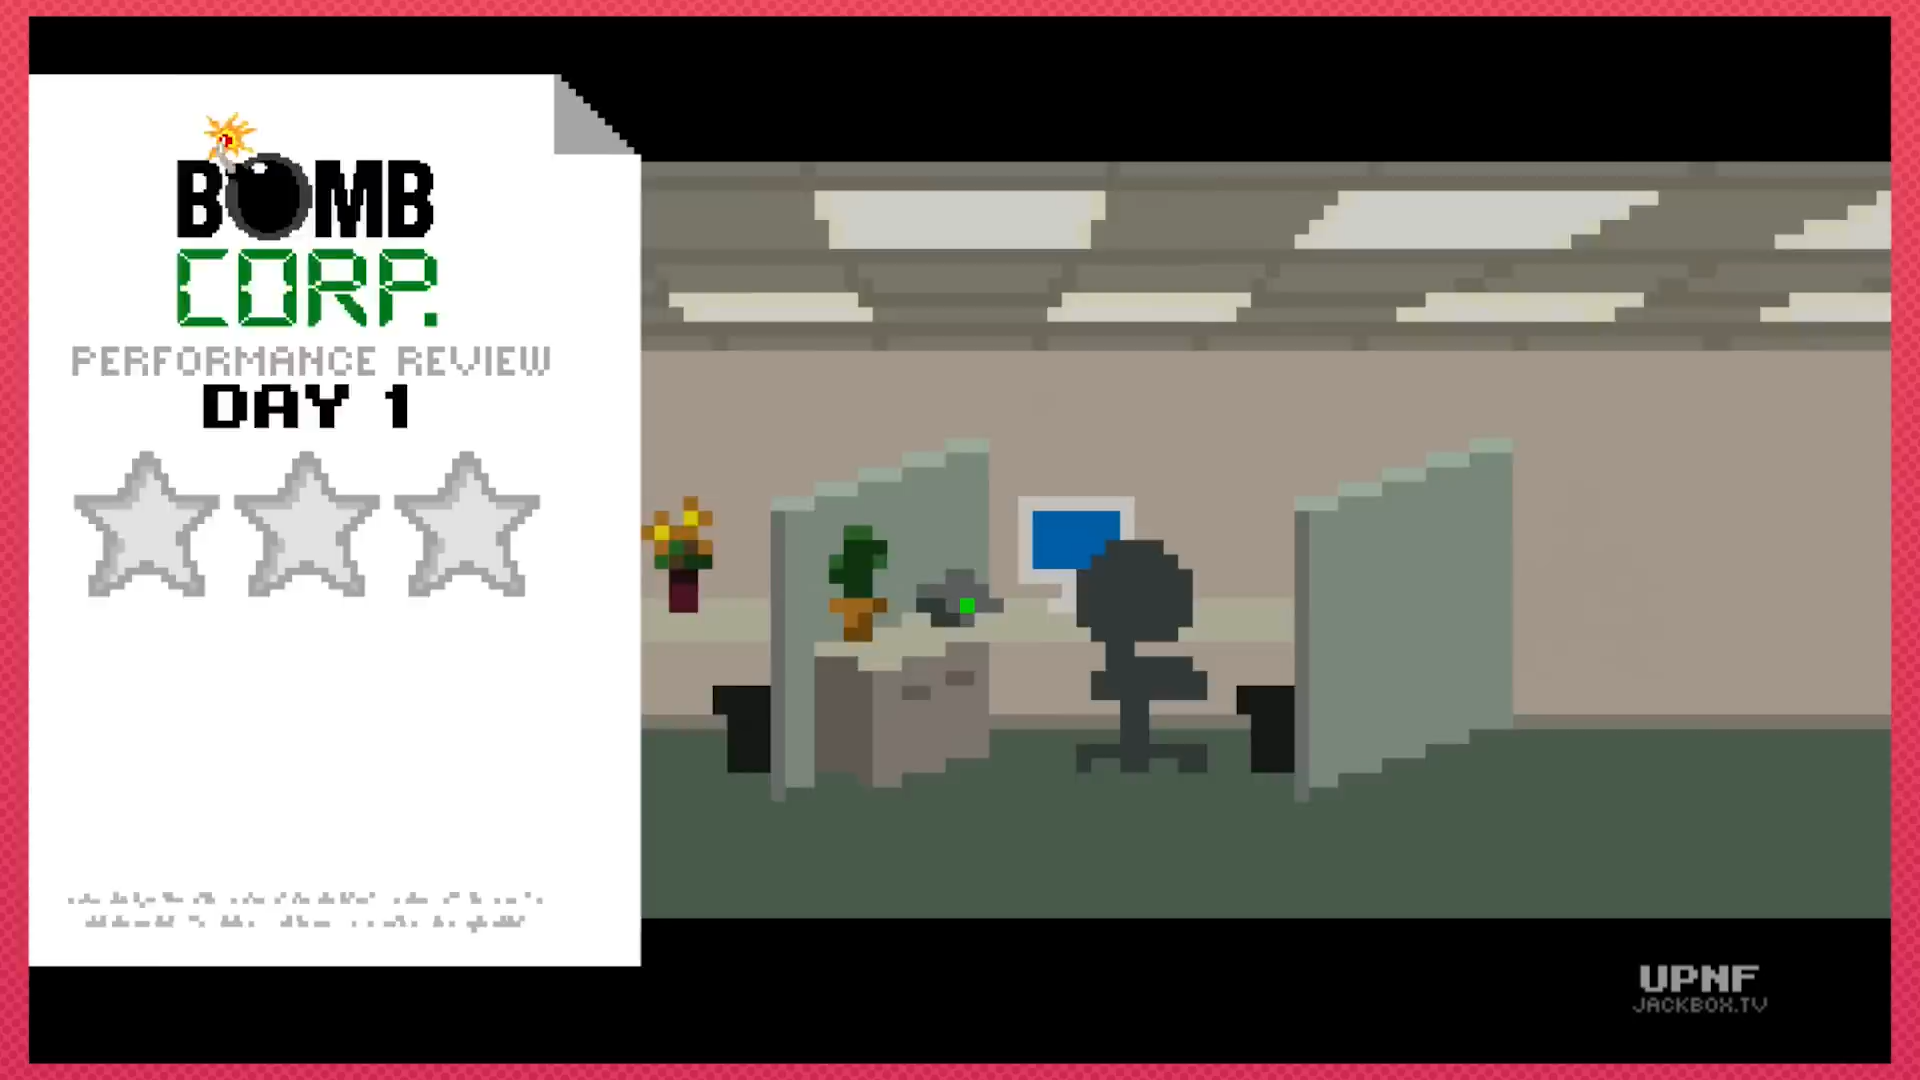 BOMB
CORP.
PERFORMANCE REVIEW
DAY 1
UPNF
JACKBOX.TV